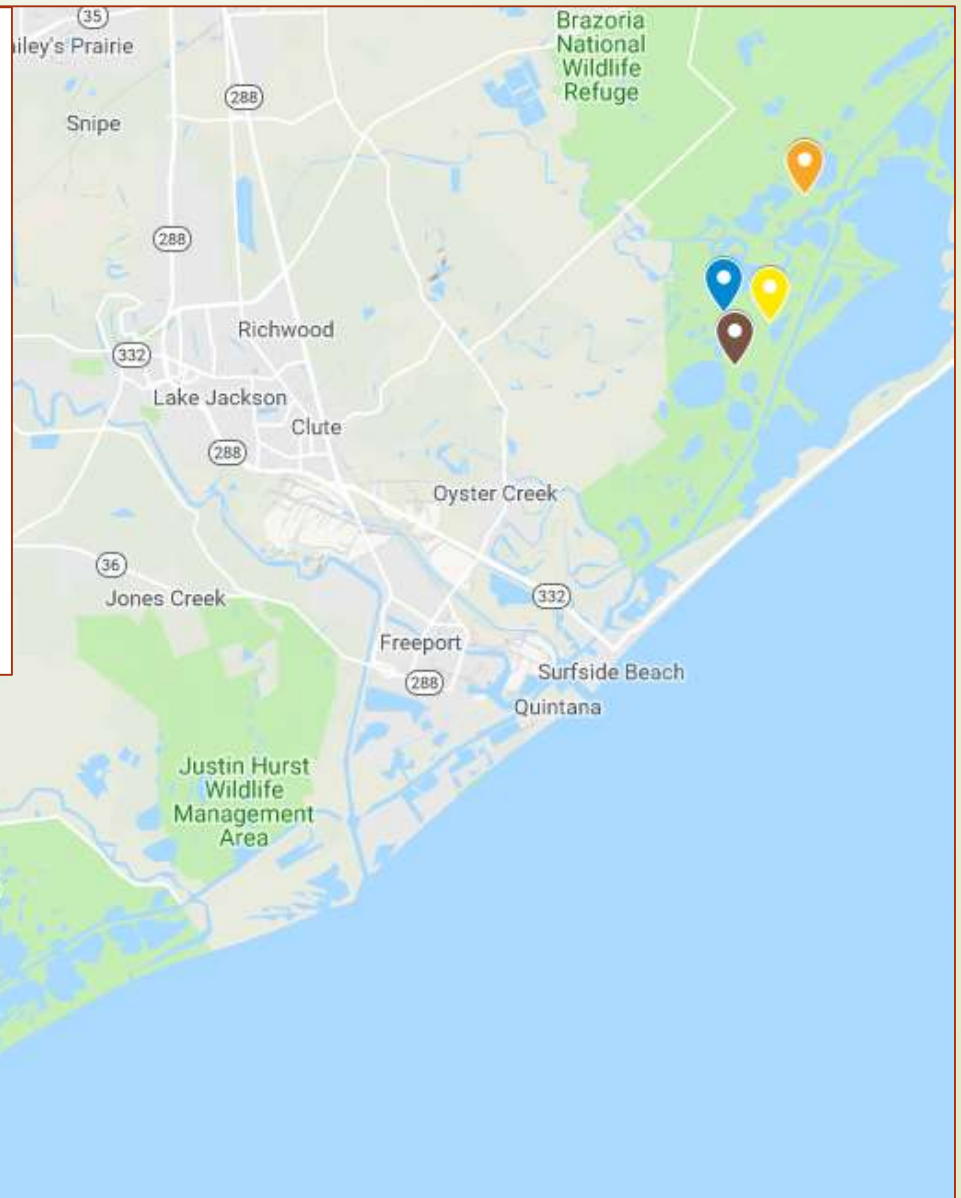 35
iley's Prairie
Brazoria
National
Wildlife
Refuge
288
Snipe
288
Richwood
332
Lake Jackson
Clute
288
Oyster Creek
36
Jones Creek
332
Freeport
288
Surfside Beach
Quintana
Justin Hurst
Wildlife
Management
Area